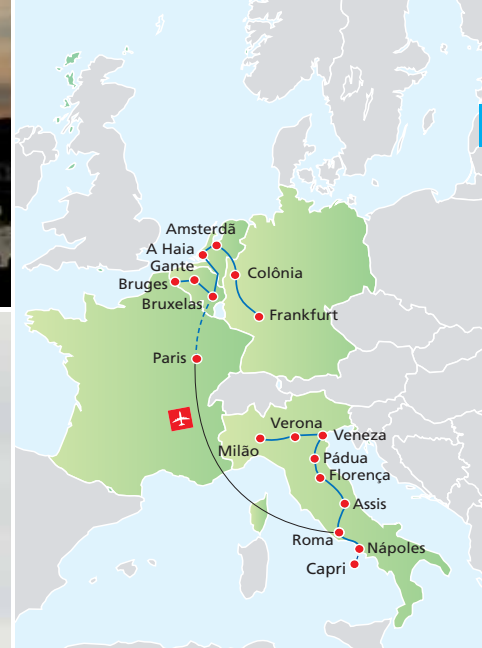 Amsterdã
A Haia
Gante
Colônia
Bruges
Bruxelas
Frankfurt
Paris
Verona
Veneza
Milão
Pádua
Florença
Assis
Roma
Nápoles
Capri